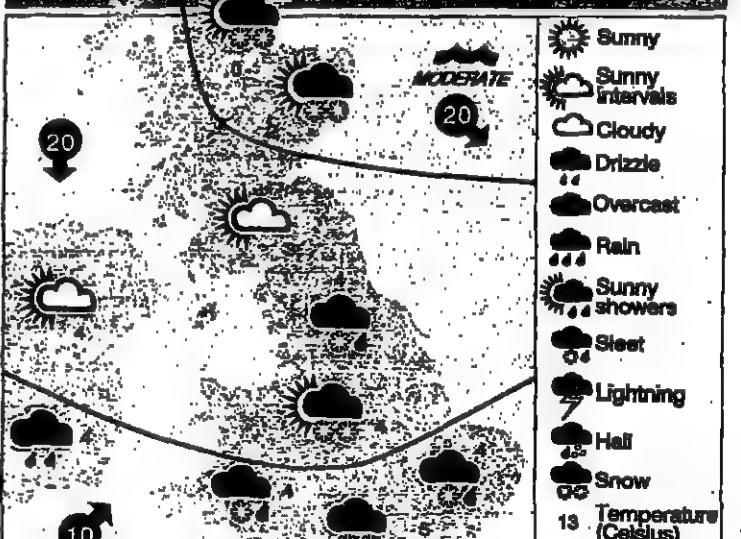 MODERATE
20
20
10
Sunny
Sunny
intervals
Cloudy
Drizzle
Overcast
Rain
Sunny
showers
Sleet
Lightning
Hail
Snow
13 Temperature
(Celsius)